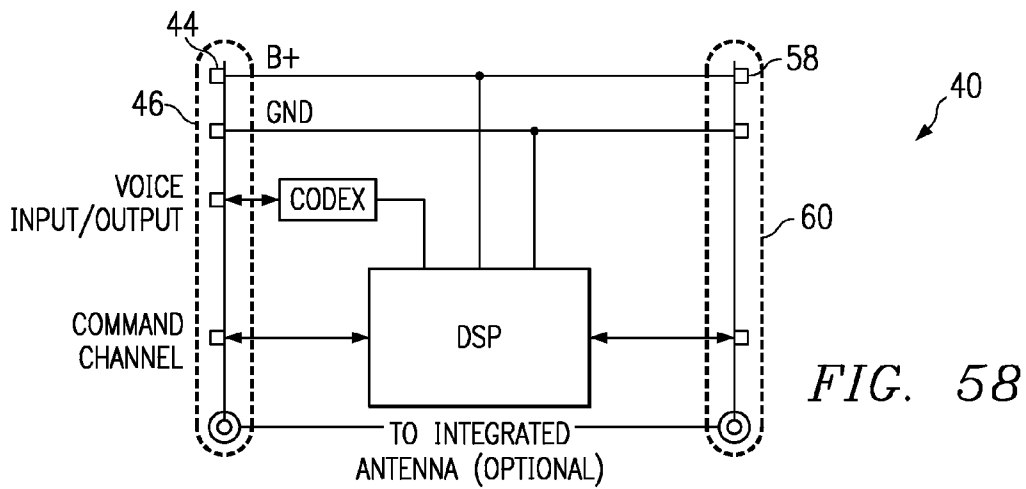 44
B+
58
46
GND
40
VOICE
INPUT/OUTPUT
CODEX
60
COMMAND
CHANNEL
DSP
FIG. 58
TO INTEGRATED
ANTENNA (OPTIONAL)